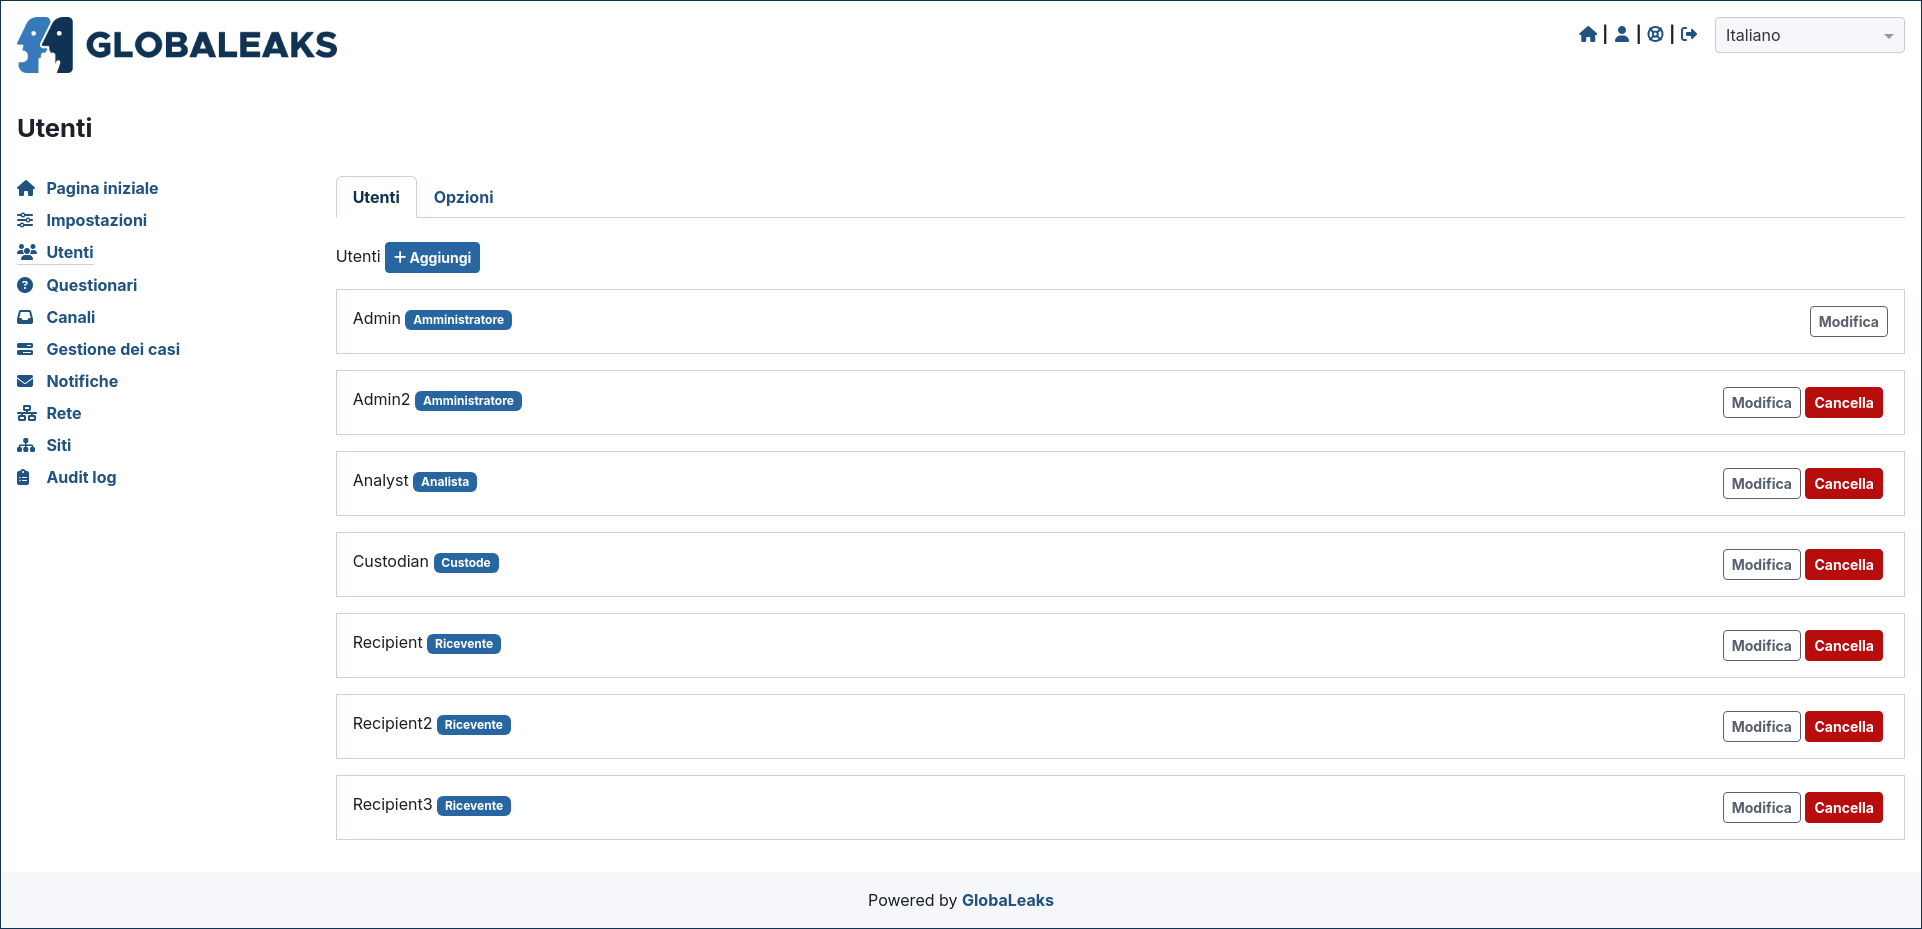 GLOBALEAKS
| | |
Italiano
Utenti
Pagina iniziale
Impostazioni
Utenti
Questionari
Canali
Gestione dei casi
Notifiche
Rete
Siti
Audit log
Utenti Opzioni
Utenti + Aggiungi
Admin Amministratore Modifica
Admin2 Amministratore Modifica Cancella
Analyst Analista Modifica Cancella
Custodian Custode Modifica Cancella
Recipient Ricevente Modifica Cancella
Recipient2 Ricevente Modifica Cancella
Recipient3 Ricevente Modifica Cancella
Powered by GlobaLeaks